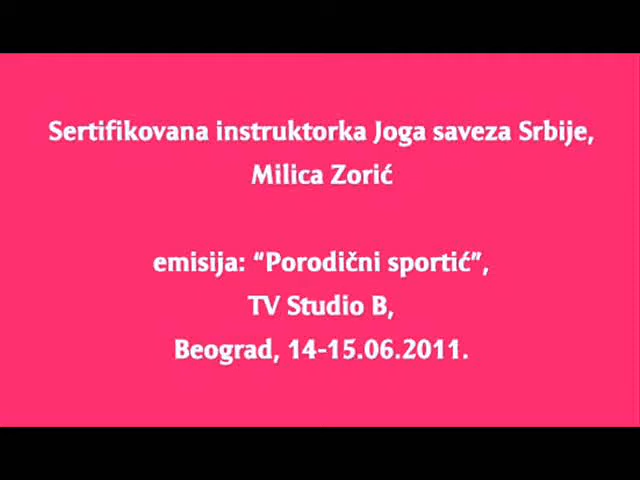 Sertifikovana instruktorka Joga saveza Srbije,
Milica Zorić
emisija: “Porodični sportić”,
TV Studio B,
Beograd, 14-15.06.2011.